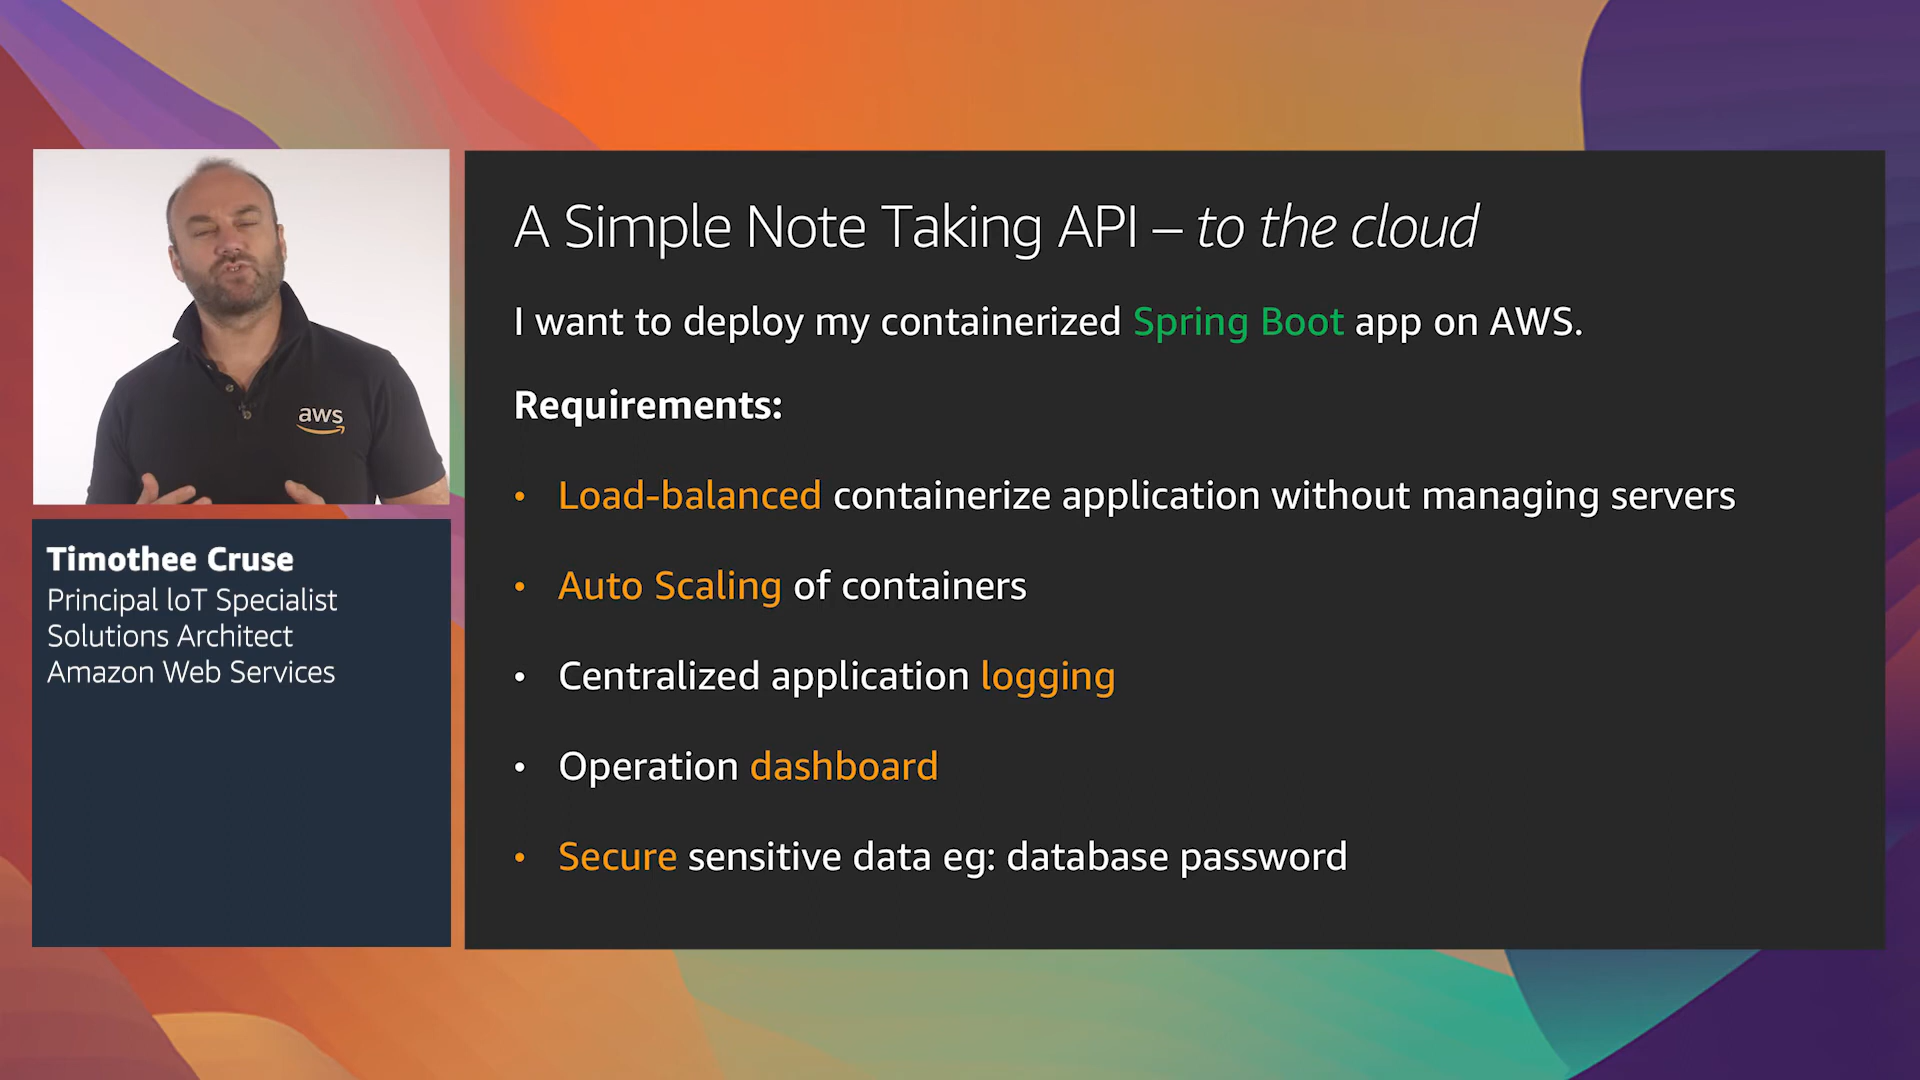 aws
Timothee Cruse
Principal IoT Specialist
Solutions Architect
Amazon Web Services
A Simple Note Taking API – to the cloud
I want to deploy my containerized Spring Boot app on AWS.
Requirements:
• Load-balanced containerize application without managing servers
• Auto Scaling of containers
• Centralized application logging
• Operation dashboard
• Secure sensitive data eg: database password